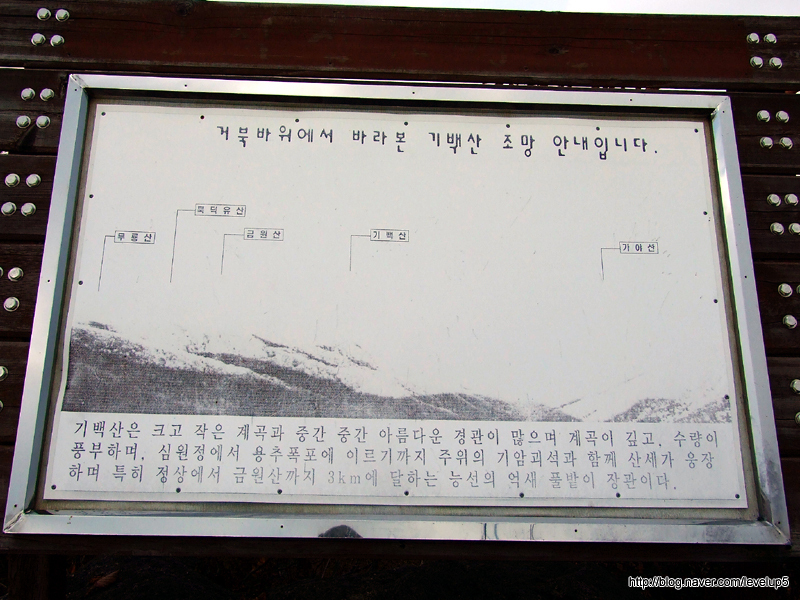 거북바위에서 바라본 기백산 조망 안내입니다.
북덕유산
무룡산
금원산
기백산
가야산
기백산은 크고 작은 계곡과 중간 중간 아름다운 경관이 많으며 계곡이 깊고, 수량이
풍부하며, 심원정에서 용추폭포에 이르기까지 주위의 기암괴석과 함께 산세가 웅장
하며 특히 정상에서 금원산까지 3km에 달하는 능선의 억새 풀밭이 장관이다.
http://blog.naver.com/levelup5